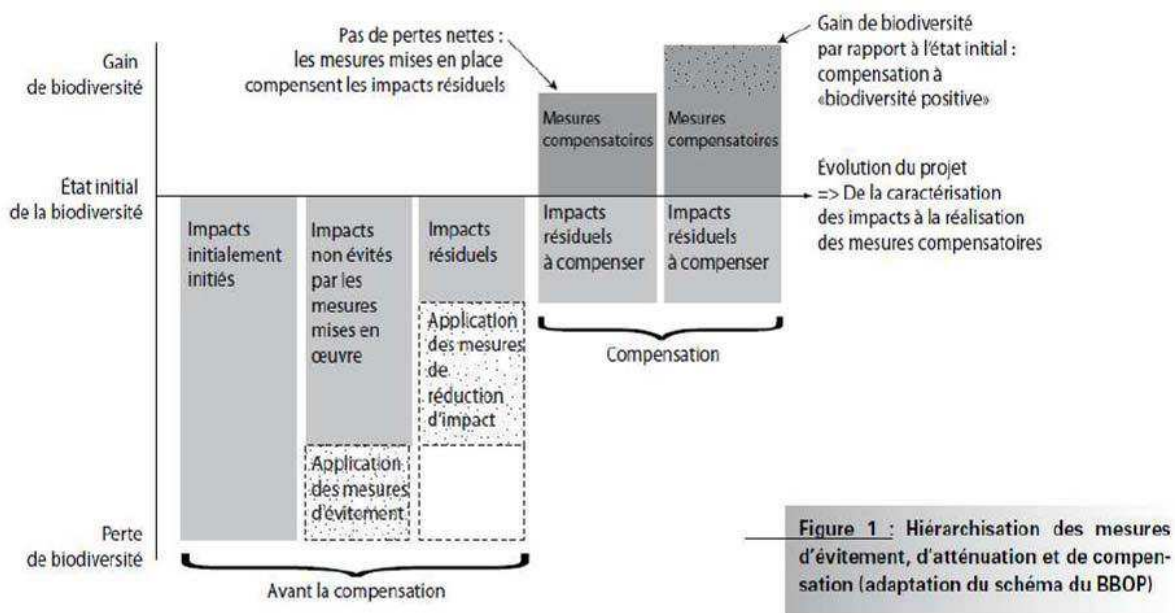 Gain
de biodiversité
État initial
de la biodiversité
Perte
de biodiversité
Pas de pertes nettes :
les mesures mises en place
compensent les impacts résiduels
Gain de biodiversité
par rapport à l'état initial :
compensation à
«biodiversité positive»
Mesures
compensatoires
Mesures
compensatoires
Évolution du projet
=> De la caractérisation
des impacts à la réalisation
des mesures compensatoires
Impacts
initialement
initiés
Impacts
non évités
par les
mesures
mises en
œuvre
Impacts
résiduels
Impacts
résiduels
à compenser
Impacts
résiduels
à compenser
Application
des mesures
de
réduction
d'impact
Application
des mesures
d'évitement
Compensation
Avant la compensation
Figure 1 : Hiérarchisation des mesures
d'évitement, d'atténuation et de compen-
sation (adaptation du schéma du BBOP)